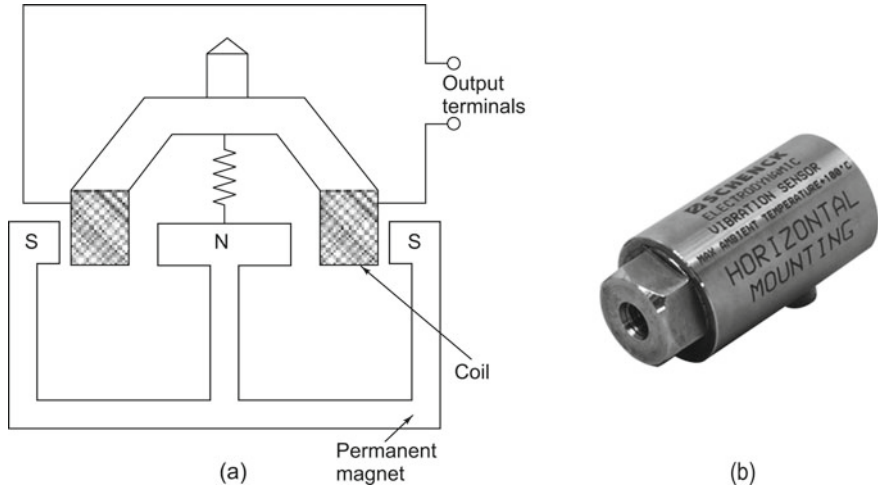 Output
terminals
S
N
S
Coil
Permanent
magnet
(a)
SCHENCK
ELECTRODYNAMIC
VIBRATION SENSOR
MAX AMBIENT TEMPERATURE+100°C
HORIZONTAL
MOUNTING
(b)